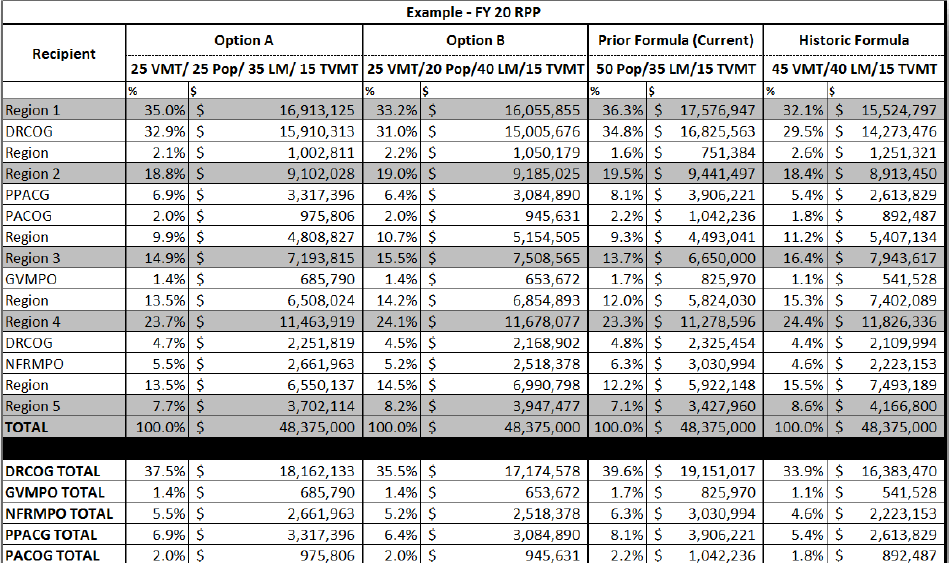 Example - FY 20 RPP
Recipient Option A Option B Prior Formula (Current) Historic Formula
25 VMT/ 25 Pop/ 35 LM/ 15 TVMT 25 VMT/20 Pop/40 LM/15 TVMT 50 Pop/35 LM/15 TVMT 45 VMT/40 LM/15 TVMT
% $ % $ % $ % $
Region 1 35.0% $ 16,913,125 33.2% $ 16,055,855 36.3% $ 17,576,947 32.1% $ 15,524,797
DRCOG 32.9% $ 15,910,313 31.0% $ 15,005,676 34.8% $ 16,825,563 29.5% $ 14,273,476
Region 2.1% $ 1,002,811 2.2% $ 1,050,179 1.6% $ 751,384 2.6% $ 1,251,321
Region 2 18.8% $ 9,102,028 19.0% $ 9,185,025 19.5% $ 9,441,497 18.4% $ 8,913,450
PPACG 6.9% $ 3,317,396 6.4% $ 3,084,890 8.1% $ 3,906,221 5.4% $ 2,613,829
PACOG 2.0% $ 975,806 2.0% $ 945,631 2.2% $ 1,042,236 1.8% $ 892,487
Region 9.9% $ 4,808,827 10.7% $ 5,154,505 9.3% $ 4,493,041 11.2% $ 5,407,134
Region 3 14.9% $ 7,193,815 15.5% $ 7,508,565 13.7% $ 6,650,000 16.4% $ 7,943,617
GVMPO 1.4% $ 685,790 1.4% $ 653,672 1.7% $ 825,970 1.1% $ 541,528
Region 13.5% $ 6,508,024 14.2% $ 6,854,893 12.0% $ 5,824,030 15.3% $ 7,402,089
Region 4 23.7% $ 11,463,919 24.1% $ 11,678,077 23.3% $ 11,278,596 24.4% $ 11,826,336
DRCOG 4.7% $ 2,251,819 4.5% $ 2,168,902 4.8% $ 2,325,454 4.4% $ 2,109,994
NFRMPO 5.5% $ 2,661,963 5.2% $ 2,518,378 6.3% $ 3,030,994 4.6% $ 2,223,153
Region 13.5% $ 6,550,137 14.5% $ 6,990,798 12.2% $ 5,922,148 15.5% $ 7,493,189
Region 5 7.7% $ 3,702,114 8.2% $ 3,947,477 7.1% $ 3,427,960 8.6% $ 4,166,800
TOTAL 100.0% $ 48,375,000 100.0% $ 48,375,000 100.0% $ 48,375,000 100.0% $ 48,375,000
DRCOG TOTAL 37.5% $ 18,162,133 35.5% $ 17,174,578 39.6% $ 19,151,017 33.9% $ 16,383,470
GVMPO TOTAL 1.4% $ 685,790 1.4% $ 653,672 1.7% $ 825,970 1.1% $ 541,528
NFRMPO TOTAL 5.5% $ 2,661,963 5.2% $ 2,518,378 6.3% $ 3,030,994 4.6% $ 2,223,153
PPACG TOTAL 6.9% $ 3,317,396 6.4% $ 3,084,890 8.1% $ 3,906,221 5.4% $ 2,613,829
PACOG TOTAL 2.0% $ 975,806 2.0% $ 945,631 2.2% $ 1,042,236 1.8% $ 892,487